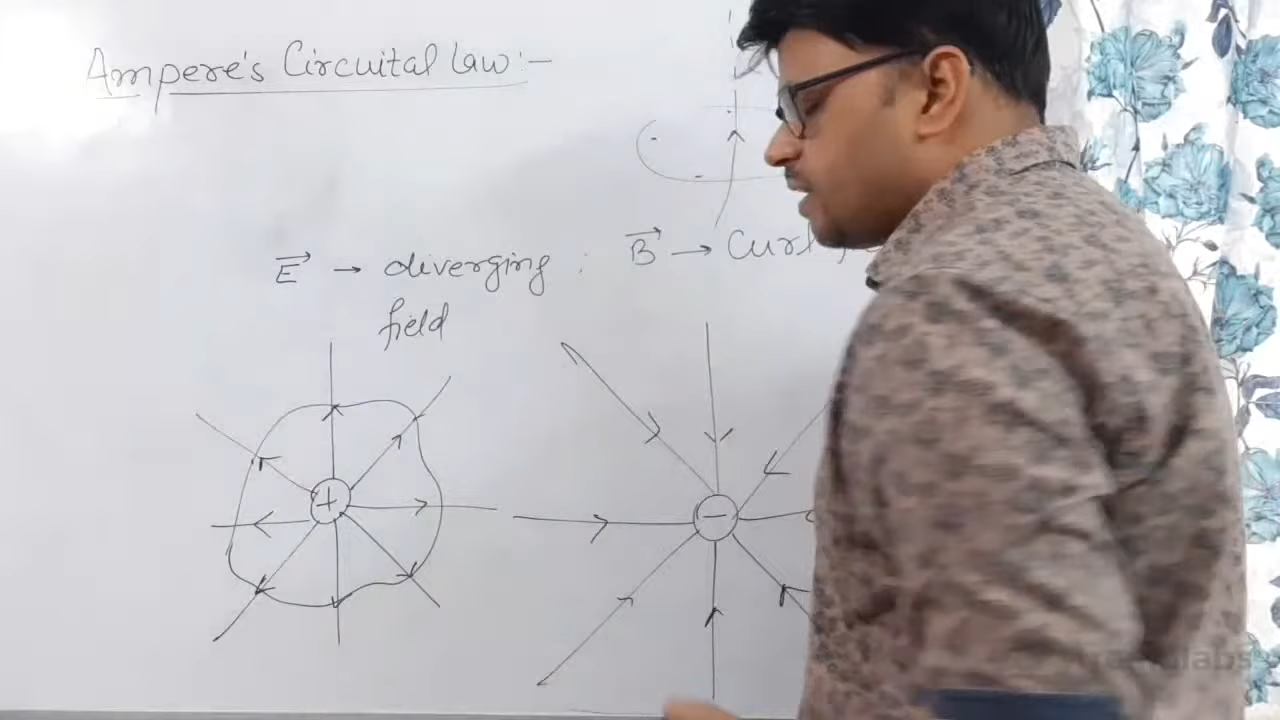 Ampere's Circuital Law :-
E → diverging : B → Curl
field
+
−